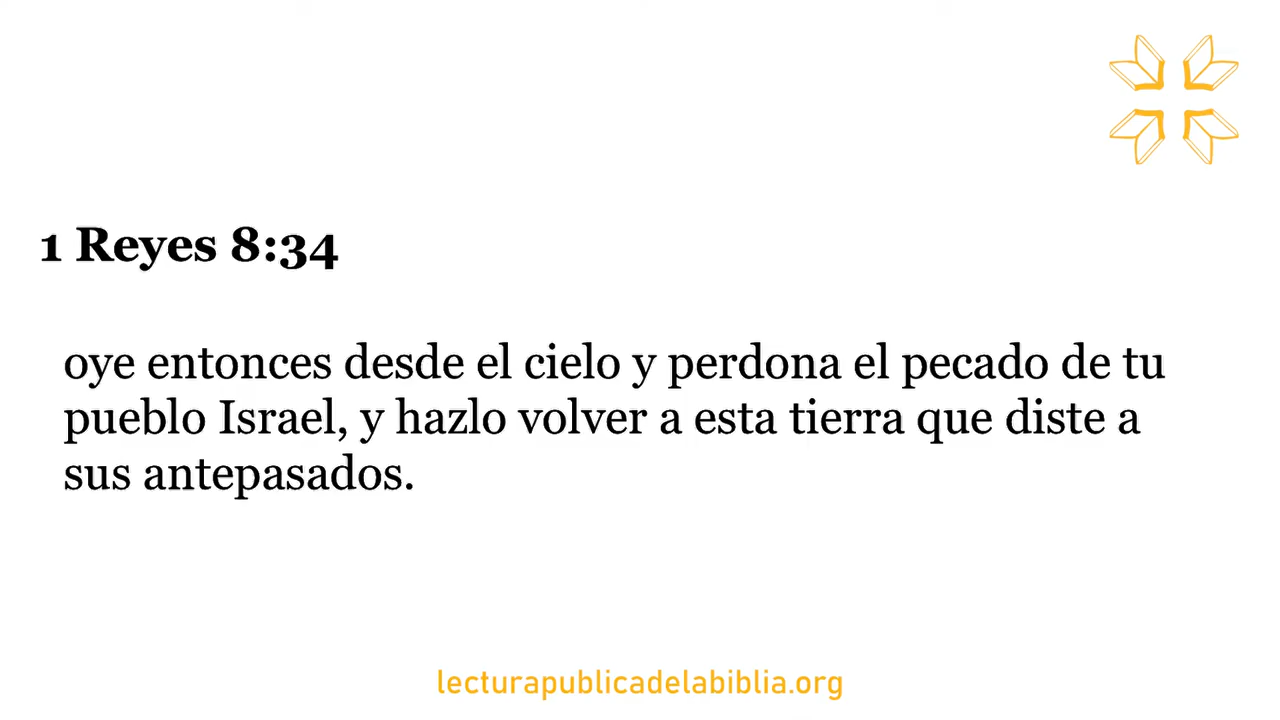 1 Reyes 8:34
oye entonces desde el cielo y perdona el pecado de tu
pueblo Israel, y hazlo volver a esta tierra que diste a
sus antepasados.
lecturapublicadelabiblia.org